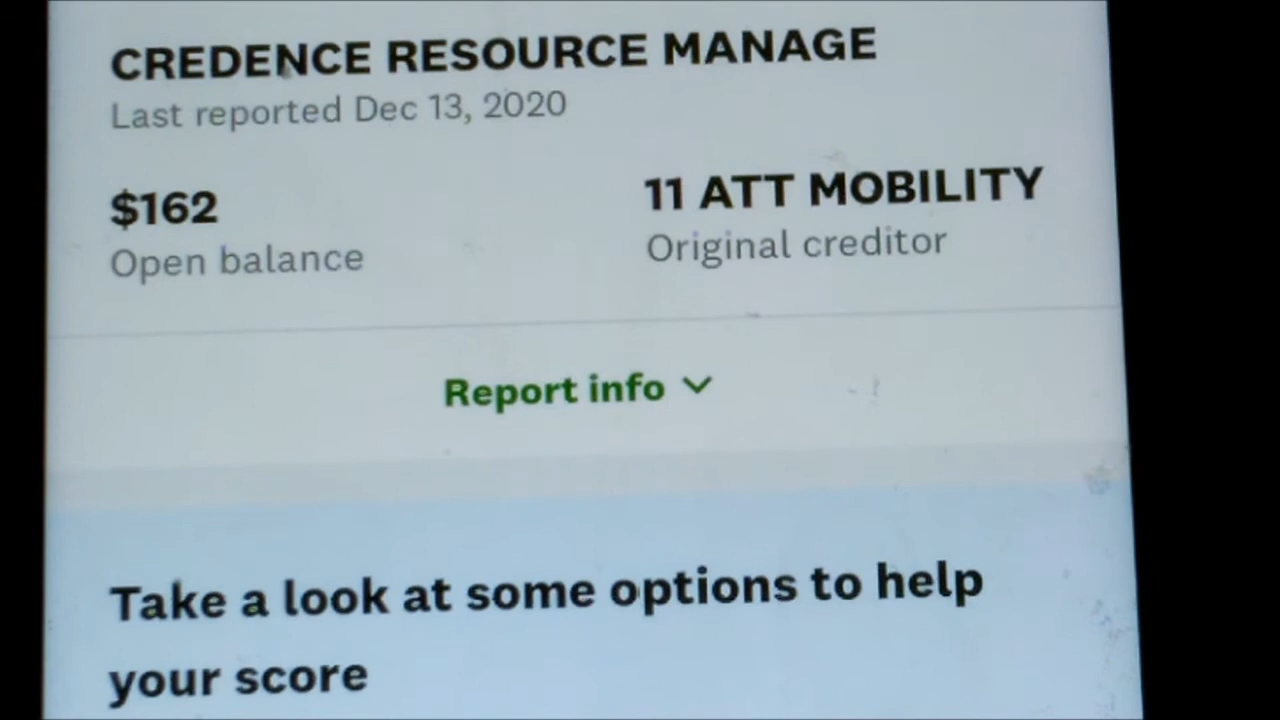 CREDENCE RESOURCE MANAGE
Last reported Dec 13, 2020
$162
11 ATT MOBILITY
Open balance
Original creditor
Report info
Take a look at some options to help
your score